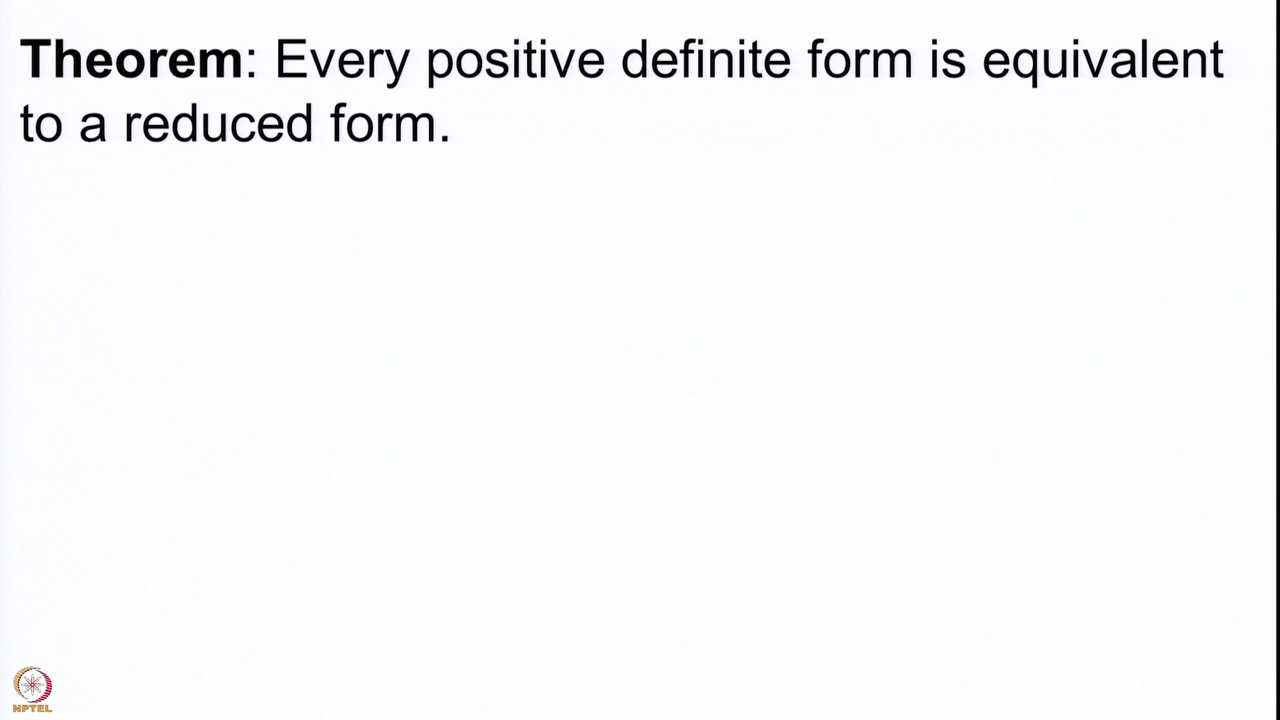 Theorem: Every positive definite form is equivalent
to a reduced form.
NPTEL